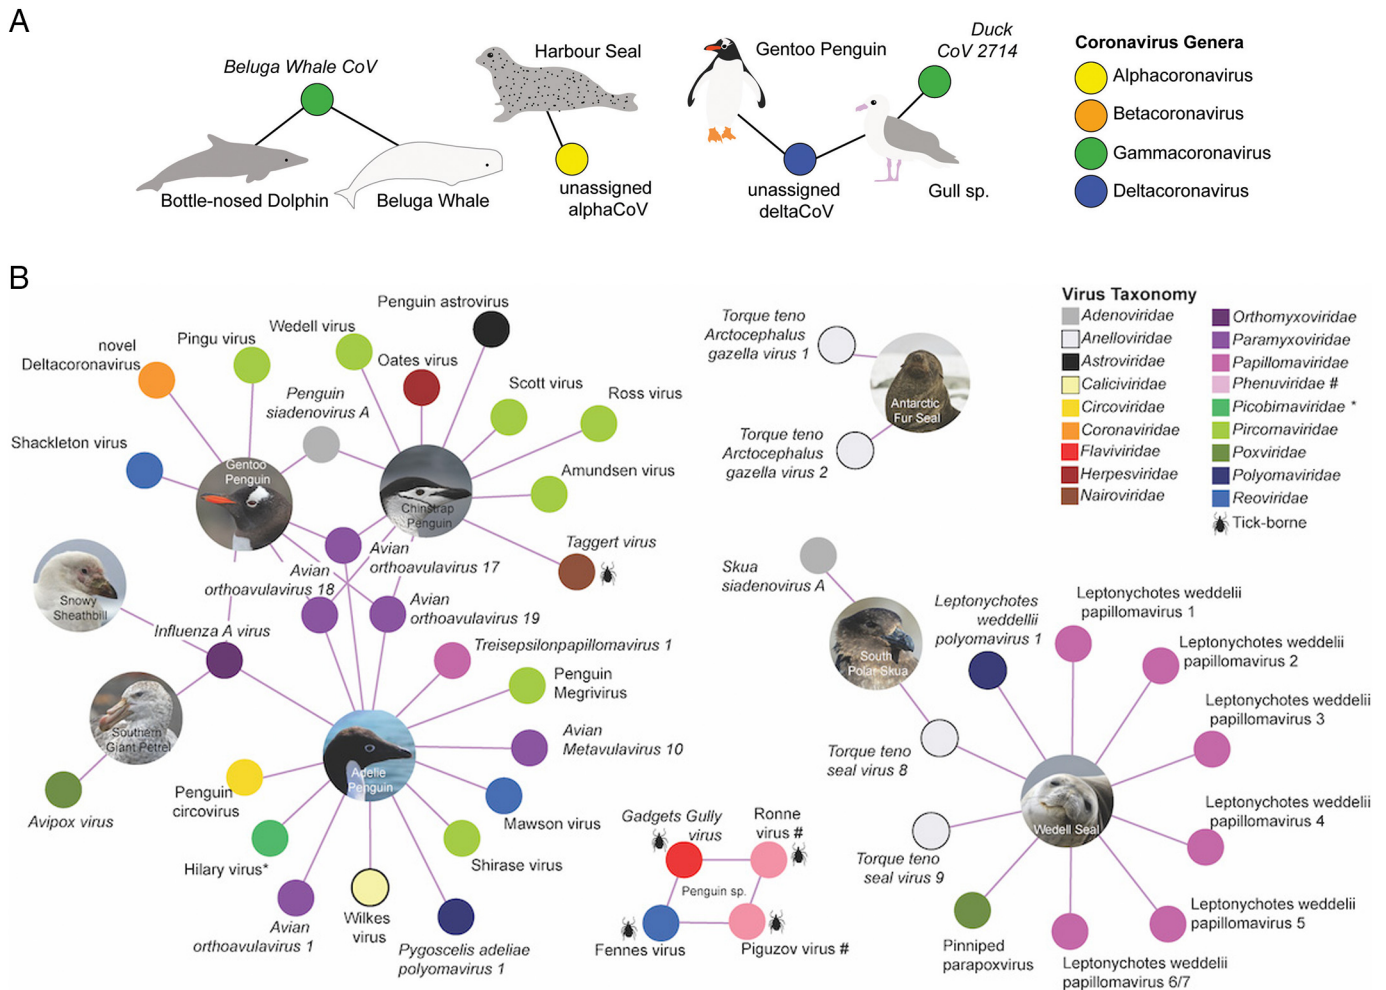 A
Beluga Whale CoV
Bottle-nosed Dolphin
Beluga Whale
Harbour Seal
unassigned
alphaCoV
Gentoo Penguin
unassigned
deltaCoV
Duck
CoV 2714
Gull sp.
Coronavirus Genera
Alphacoronavirus
Betacoronavirus
Gammacoronavirus
Deltacoronavirus
B
novel
Deltacoronavirus
Pingu virus
Wedell virus
Penguin astrovirus
Oates virus
Penguin
siadenovirus A
Scott virus
Ross virus
Shackleton virus
Gentoo
Penguin
Chinstrap
Penguin
Amundsen virus
Taggert virus
Avian
orthoavulavirus 17
Avian
orthoavulavirus 18
Avian
orthoavulavirus 19
Snowy
Sheathbill
Influenza A virus
Treisepsilonpapillomavirus 1
Penguin
Megrivirus
Southern
Giant Petrel
Avian
Metavulavirus 10
Adelie
Penguin
Avipox virus
Penguin
circovirus
Mawson virus
Hilary virus*
Shirase virus
Avian
orthoavulavirus 1
Wilkes
virus
Pygoscelis adeliae
polyomavirus 1
Gadgets Gully
virus
Ronne
virus #
Penguin sp.
Fennes virus
Piguzov virus #
Torque teno
Arctocephalus
gazella virus 1
Antarctic
Fur Seal
Torque teno
Arctocephalus
gazella virus 2
Skua
siadenovirus A
South
Polar Skua
Torque teno
seal virus 8
Torque teno
seal virus 9
Leptonychotes
weddellii
polyomavirus 1
Leptonychotes weddelii
papillomavirus 1
Leptonychotes weddelii
papillomavirus 2
Leptonychotes weddelii
papillomavirus 3
Leptonychotes weddelii
papillomavirus 4
Leptonychotes weddelii
papillomavirus 5
Leptonychotes weddelii
papillomavirus 6/7
Wedell Seal
Pinniped
parapoxvirus
Virus Taxonomy
Adenoviridae
Anelloviridae
Astroviridae
Caliciviridae
Circoviridae
Coronaviridae
Flaviviridae
Herpesviridae
Nairoviridae
Orthomyxoviridae
Paramyxoviridae
Papillomaviridae
Phenuviridae #
Picobirnaviridae *
Pircornaviridae
Poxviridae
Polyomaviridae
Reoviridae
Tick-borne